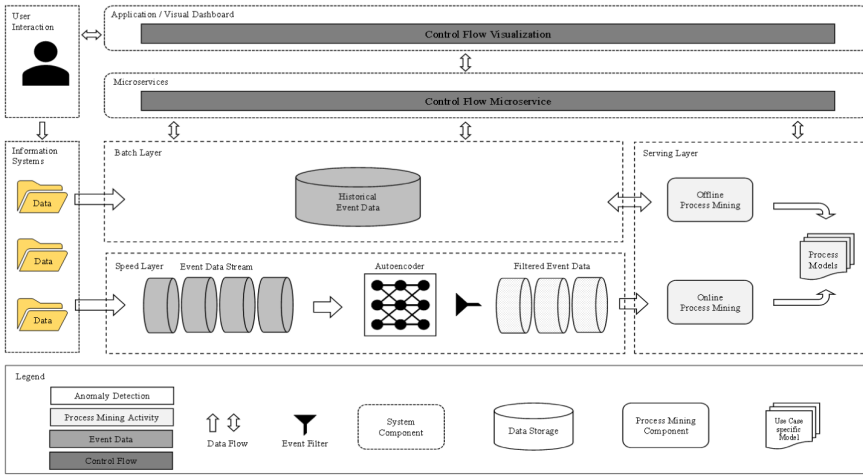 User
Interaction
Application / Visual Dashboard
Control Flow Visualization
Microservices
Control Flow Microservice
Information
Systems
Data
Data
Data
Batch Layer
Historical
Event Data
Speed Layer
Event Data Stream
Autoencoder
Filtered Event Data
Serving Layer
Offline
Process Mining
Online
Process Mining
Process
Models
Legend
Anomaly Detection
Process Mining Activity
Event Data
Control Flow
Data Flow
Event Filter
System
Component
Data Storage
Process Mining
Component
Use Case
specific
Model